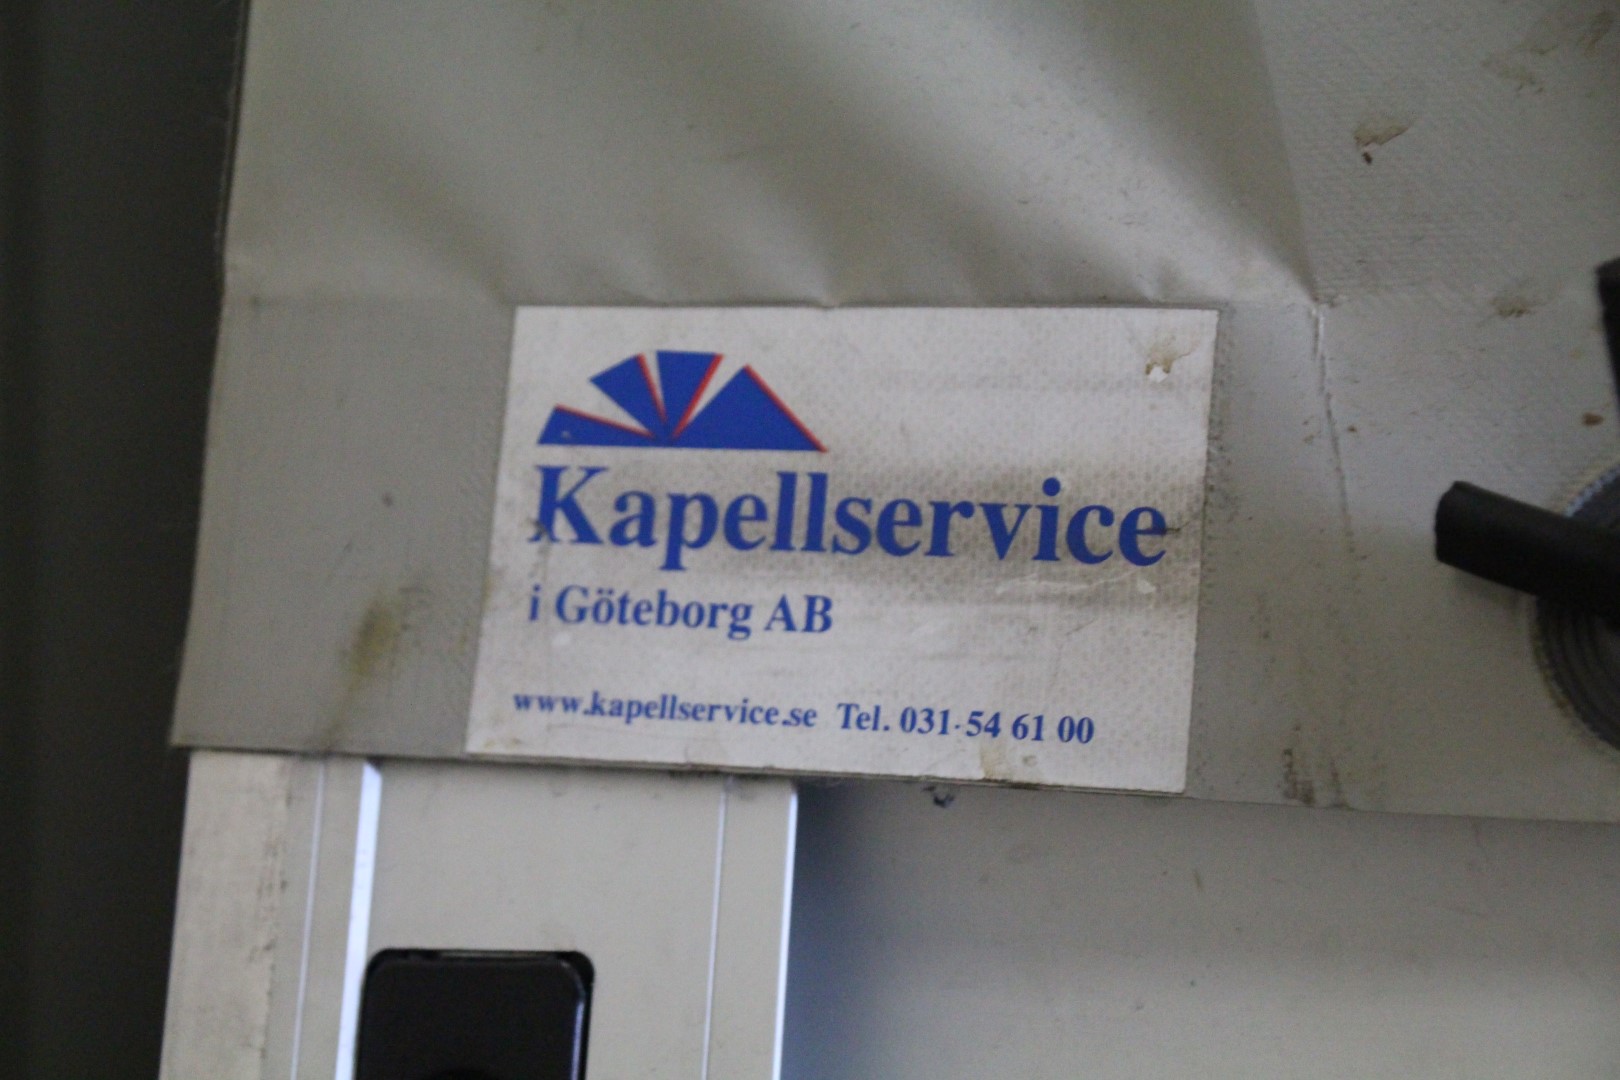 Kapellservice
i Göteborg AB
www.kapellservice.se Tel. 031-54 61 00